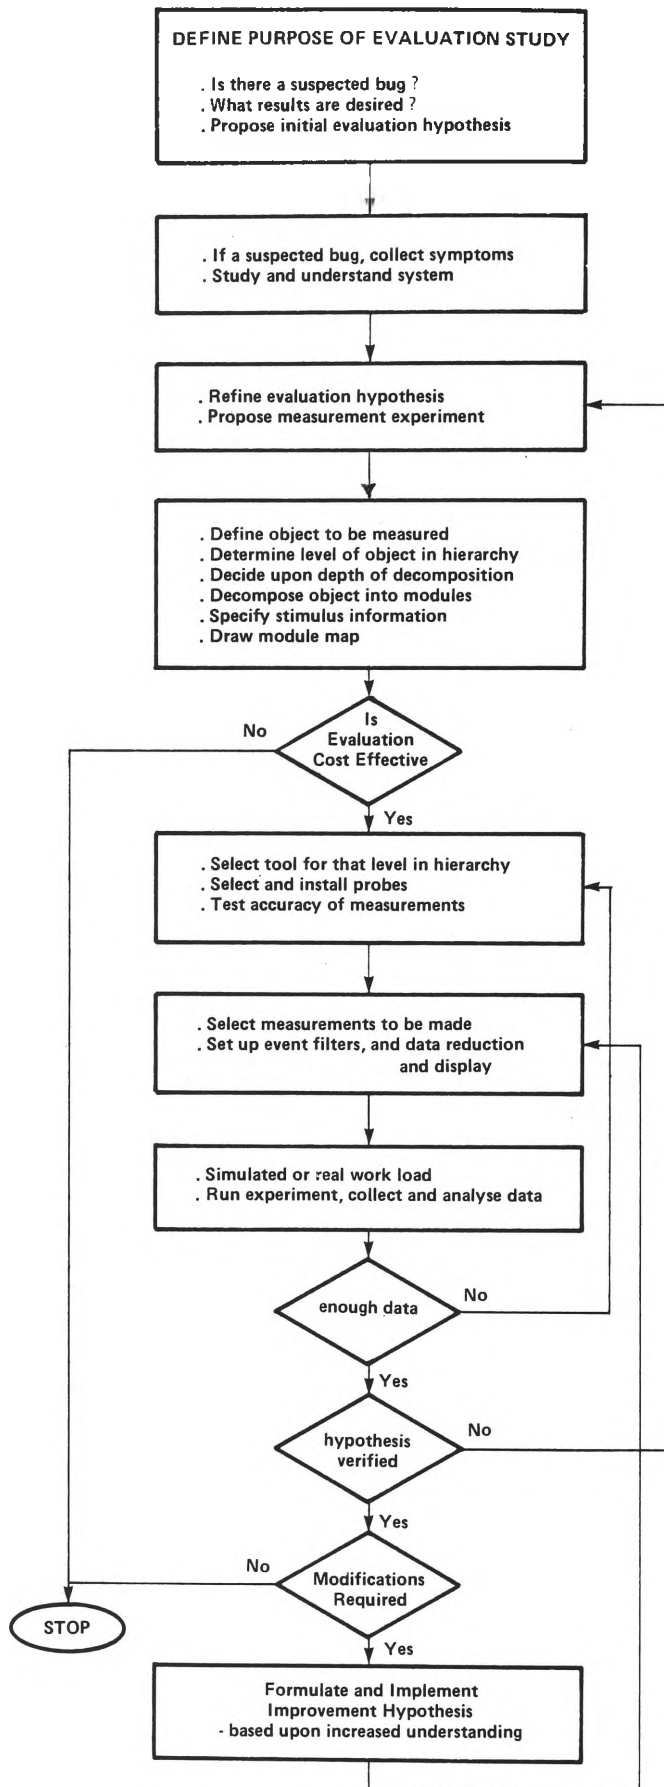 DEFINE PURPOSE OF EVALUATION STUDY
. Is there a suspected bug ?
. What results are desired ?
. Propose initial evaluation hypothesis
. If a suspected bug, collect symptoms
. Study and understand system
. Refine evaluation hypothesis
. Propose measurement experiment
. Define object to be measured
. Determine level of object in hierarchy
. Decide upon depth of decomposition
. Decompose object into modules
. Specify stimulus information
. Draw module map
No
Is
Evaluation
Cost Effective
Yes
. Select tool for that level in hierarchy
. Select and install probes
. Test accuracy of measurements
. Select measurements to be made
. Set up event filters, and data reduction
and display
. Simulated or real work load
. Run experiment, collect and analyse data
enough data
No
Yes
hypothesis
verified
No
Yes
No
Modifications
Required
STOP
Yes
Formulate and Implement
Improvement Hypothesis
- based upon increased understanding